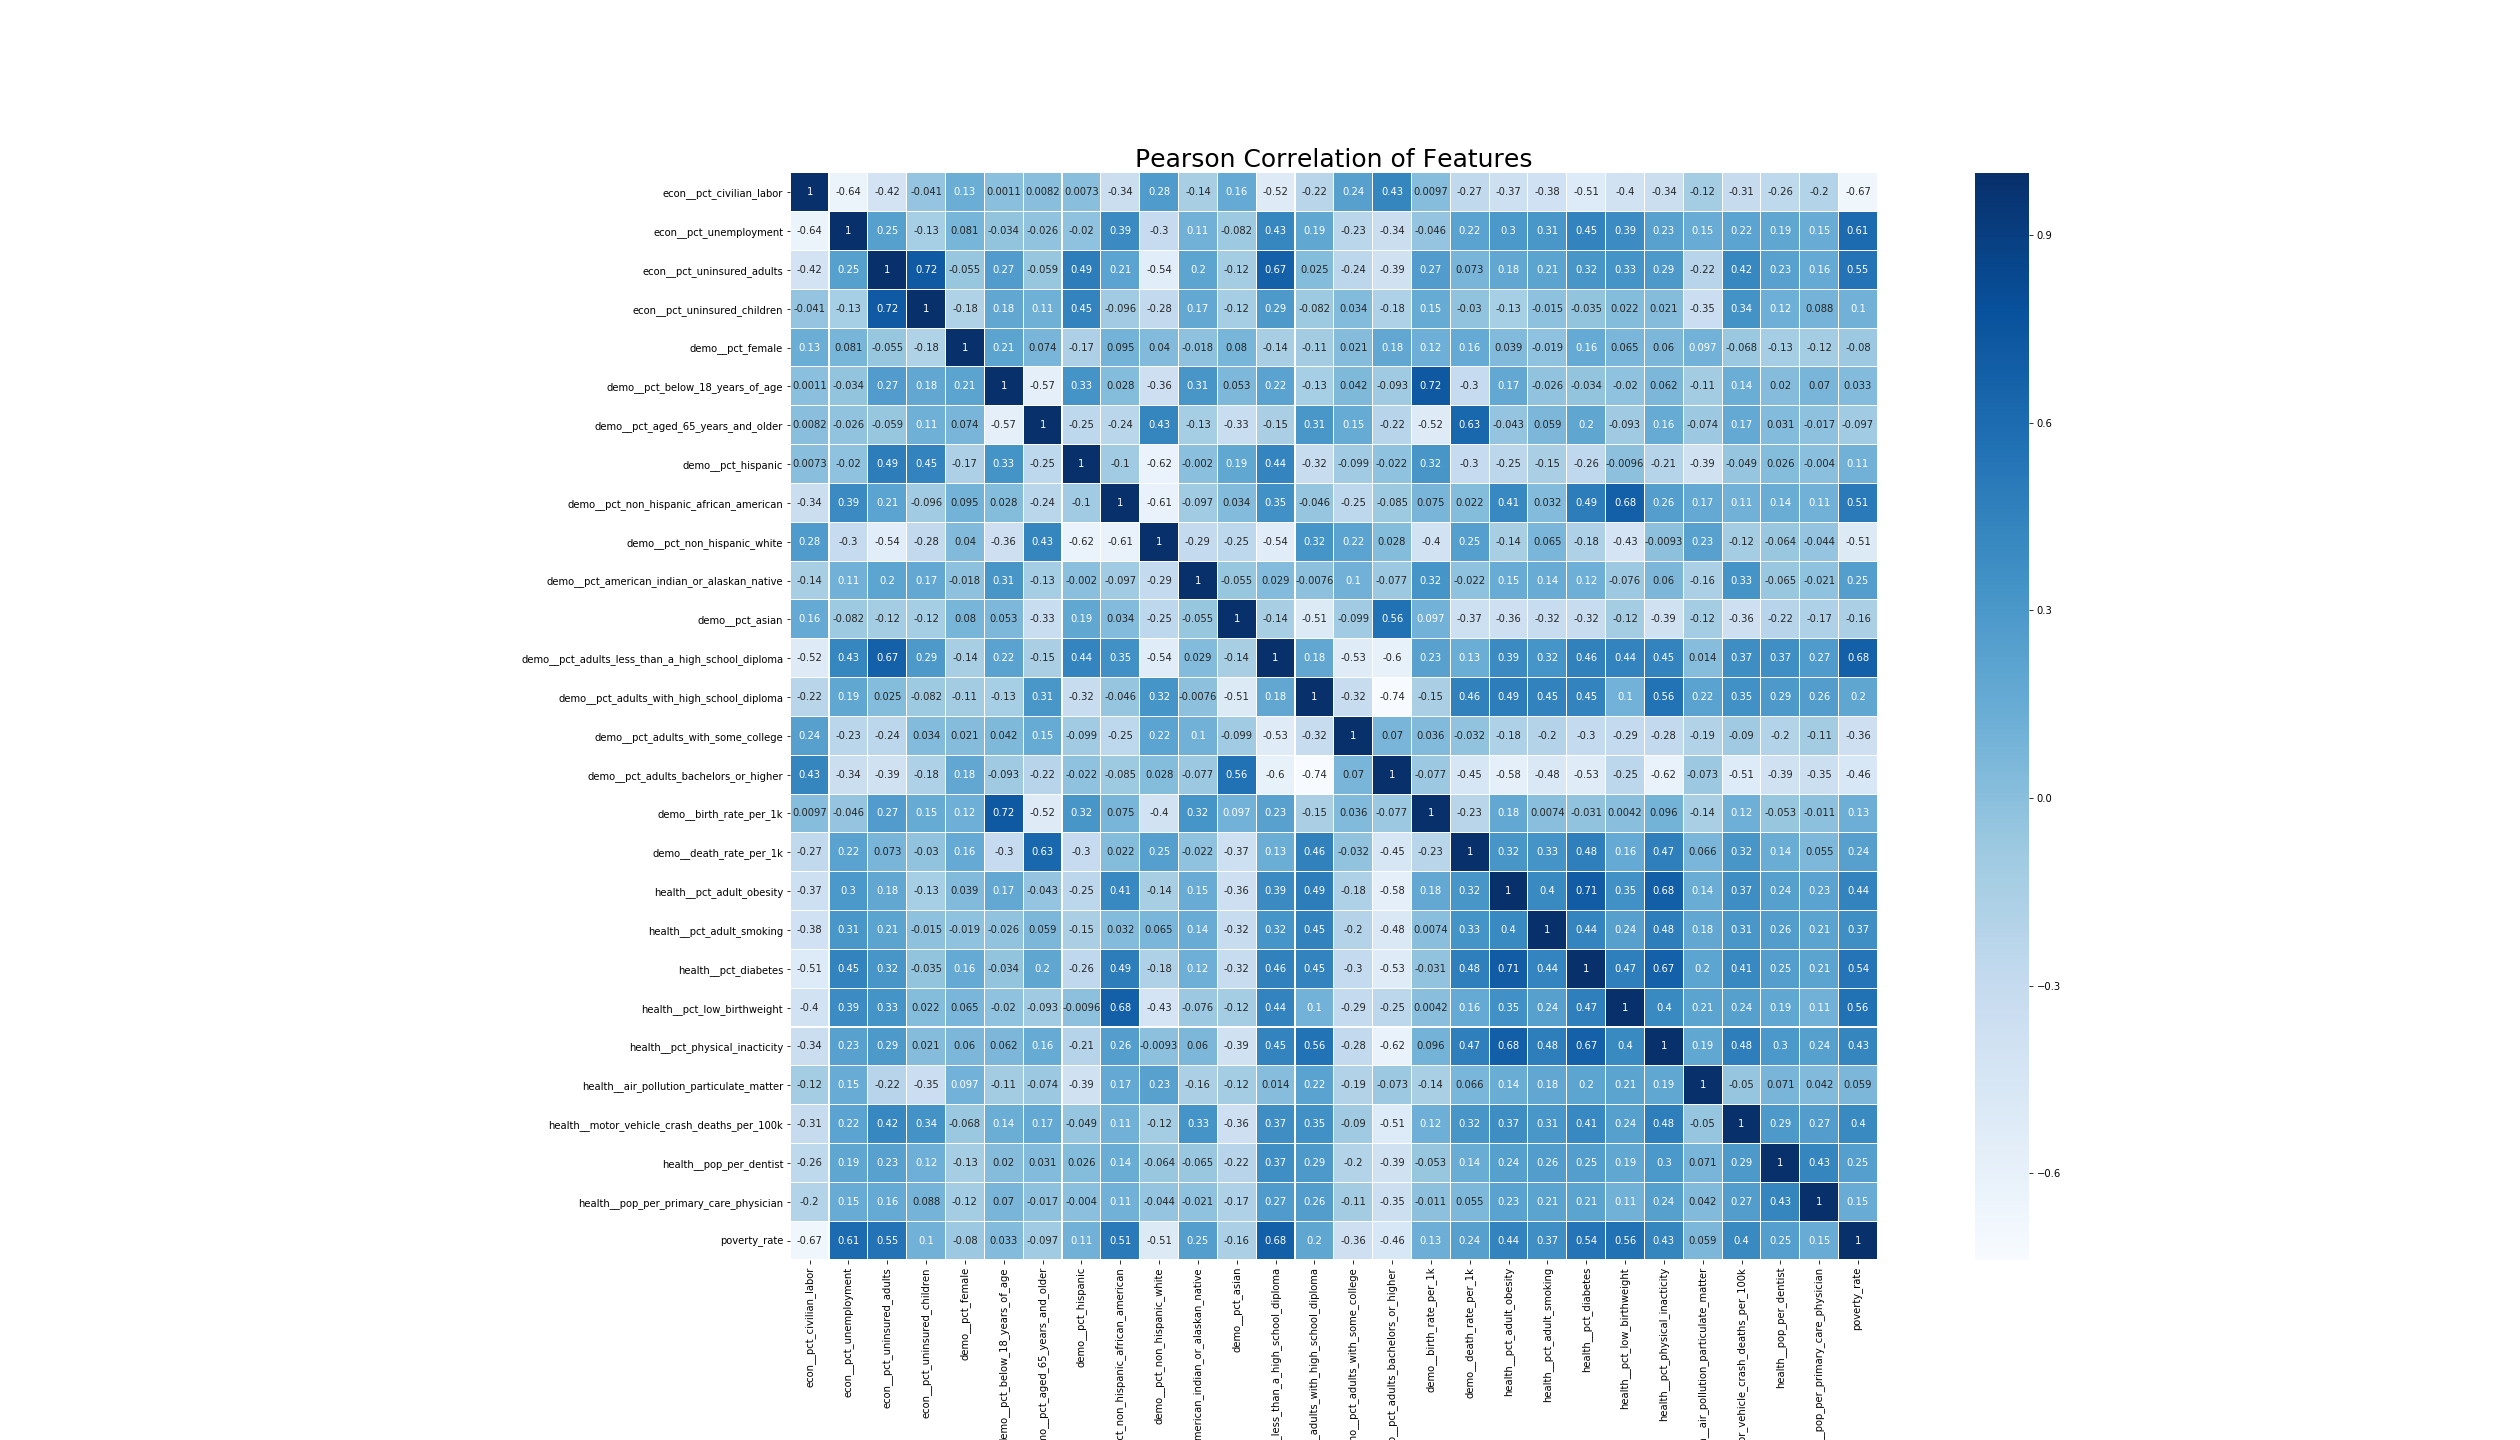 Pearson Correlation of Features
econ__pct_civilian_labor 1 -0.64 -0.42 -0.041 0.13 0.0011 0.0082 0.0073 -0.34 0.28 -0.14 0.16 -0.52 -0.22 0.24 0.43 0.0097 -0.27 -0.37 -0.38 -0.51 -0.4 -0.34 -0.12 -0.31 -0.26 -0.2 -0.67
econ__pct_unemployment -0.64 1 0.25 -0.13 0.081 -0.034 -0.026 -0.02 0.39 -0.3 0.11 -0.082 0.43 0.19 -0.23 -0.34 -0.046 0.22 0.3 0.31 0.45 0.39 0.23 0.15 0.22 0.19 0.15 0.61
econ__pct_uninsured_adults -0.42 0.25 1 0.72 -0.055 0.27 -0.059 0.49 0.21 -0.54 0.2 -0.12 0.67 0.025 -0.24 -0.39 0.27 0.073 0.18 0.21 0.32 0.33 0.29 -0.22 0.42 0.23 0.16 0.55
econ__pct_uninsured_children -0.041 -0.13 0.72 1 -0.18 0.18 0.11 0.45 -0.096 -0.28 0.17 -0.12 0.29 -0.082 0.034 -0.18 0.15 -0.03 -0.13 -0.015 -0.035 0.022 0.021 -0.35 0.34 0.12 0.088 0.1
demo__pct_female 0.13 0.081 -0.055 -0.18 1 0.21 0.074 -0.17 0.095 0.04 -0.018 0.08 -0.14 -0.11 0.021 0.18 0.12 0.16 0.039 -0.019 0.16 0.065 0.06 0.097 -0.068 -0.13 -0.12 -0.08
demo__pct_below_18_years_of_age 0.0011 -0.034 0.27 0.18 0.21 1 -0.57 0.33 0.028 -0.36 0.31 0.053 0.22 -0.13 0.042 -0.093 0.72 -0.3 0.17 -0.026 -0.034 -0.02 0.062 -0.11 0.14 0.02 0.07 0.033
demo__pct_aged_65_years_and_older 0.0082 -0.026 -0.059 0.11 0.074 -0.57 1 -0.25 -0.24 0.43 -0.13 -0.33 -0.15 0.31 0.15 -0.22 -0.52 0.63 -0.043 0.059 0.2 -0.093 0.16 -0.074 0.17 0.031 -0.017 -0.097
demo__pct_hispanic 0.0073 -0.02 0.49 0.45 -0.17 0.33 -0.25 1 -0.1 -0.62 -0.002 0.19 0.44 -0.32 -0.099 -0.022 0.32 -0.3 -0.25 -0.15 -0.26 -0.0096 -0.21 -0.39 -0.049 0.026 -0.004 0.11
demo__pct_non_hispanic_african_american -0.34 0.39 0.21 -0.096 0.095 0.028 -0.24 -0.1 1 -0.61 -0.097 0.034 0.35 -0.046 -0.25 -0.085 0.075 0.022 0.41 0.032 0.49 0.68 0.26 0.17 0.11 0.14 0.11 0.51
demo__pct_non_hispanic_white 0.28 -0.3 -0.54 -0.28 0.04 -0.36 0.43 -0.62 -0.61 1 -0.29 -0.25 -0.54 0.32 0.22 0.028 -0.4 0.25 -0.14 0.065 -0.18 -0.43 -0.0093 0.23 -0.12 -0.064 -0.044 -0.51
demo__pct_american_indian_or_alaskan_native -0.14 0.11 0.2 0.17 -0.018 0.31 -0.13 -0.002 -0.097 -0.29 1 -0.055 0.029 -0.0076 0.1 -0.077 0.32 -0.022 0.15 0.14 0.12 -0.076 0.06 -0.16 0.33 -0.065 -0.021 0.25
demo__pct_asian 0.16 -0.082 -0.12 -0.12 0.08 0.053 -0.33 0.19 0.034 -0.25 -0.055 1 -0.14 -0.51 -0.099 0.56 0.097 -0.37 -0.36 -0.32 -0.32 -0.12 -0.39 -0.12 -0.36 -0.22 -0.17 -0.16
demo__pct_adults_less_than_a_high_school_diploma -0.52 0.43 0.67 0.29 -0.14 0.22 -0.15 0.44 0.35 -0.54 0.029 -0.14 1 0.18 -0.53 -0.6 0.23 0.13 0.39 0.32 0.46 0.44 0.45 0.014 0.37 0.37 0.27 0.68
demo__pct_adults_with_high_school_diploma -0.22 0.19 0.025 -0.082 -0.11 -0.13 0.31 -0.32 -0.046 0.32 -0.0076 -0.51 0.18 1 -0.32 -0.74 -0.15 0.46 0.49 0.45 0.45 0.1 0.56 0.22 0.35 0.29 0.26 0.2
demo__pct_adults_with_some_college 0.24 -0.23 -0.24 0.034 0.021 0.042 0.15 -0.099 -0.25 0.22 0.1 -0.099 -0.53 -0.32 1 0.07 0.036 -0.032 -0.18 -0.2 -0.3 -0.29 -0.28 -0.19 -0.09 -0.2 -0.11 -0.36
demo__pct_adults_bachelors_or_higher 0.43 -0.34 -0.39 -0.18 0.18 -0.093 -0.22 -0.022 -0.085 0.028 -0.077 0.56 -0.6 -0.74 0.07 1 -0.077 -0.45 -0.58 -0.48 -0.53 -0.25 -0.62 -0.073 -0.51 -0.39 -0.35 -0.46
demo__birth_rate_per_1k 0.0097 -0.046 0.27 0.15 0.12 0.72 -0.52 0.32 0.075 -0.4 0.32 0.097 0.23 -0.15 0.036 -0.077 1 -0.23 0.18 0.0074 -0.031 0.0042 0.096 -0.14 0.12 -0.053 -0.011 0.13
demo__death_rate_per_1k -0.27 0.22 0.073 -0.03 0.16 -0.3 0.63 -0.3 0.022 0.25 -0.022 -0.37 0.13 0.46 -0.032 -0.45 -0.23 1 0.32 0.33 0.48 0.16 0.47 0.066 0.32 0.14 0.055 0.24
health__pct_adult_obesity -0.37 0.3 0.18 -0.13 0.039 0.17 -0.043 -0.25 0.41 -0.14 0.15 -0.36 0.39 0.49 -0.18 -0.58 0.18 0.32 1 0.4 0.71 0.35 0.68 0.14 0.37 0.24 0.23 0.44
health__pct_adult_smoking -0.38 0.31 0.21 -0.015 -0.019 -0.026 0.059 -0.15 0.032 0.065 0.14 -0.32 0.32 0.45 -0.2 -0.48 0.0074 0.33 0.4 1 0.44 0.24 0.48 0.18 0.31 0.26 0.21 0.37
health__pct_diabetes -0.51 0.45 0.32 -0.035 0.16 -0.034 0.2 -0.26 0.49 -0.18 0.12 -0.32 0.46 0.45 -0.3 -0.53 -0.031 0.48 0.71 0.44 1 0.47 0.67 0.2 0.41 0.25 0.21 0.54
health__pct_low_birthweight -0.4 0.39 0.33 0.022 0.065 -0.02 -0.093 -0.0096 0.68 -0.43 -0.076 -0.12 0.44 0.1 -0.29 -0.25 0.0042 0.16 0.35 0.24 0.47 1 0.4 0.21 0.24 0.19 0.11 0.56
health__pct_physical_inacticity -0.34 0.23 0.29 0.021 0.06 0.062 0.16 -0.21 0.26 -0.0093 0.06 -0.39 0.45 0.56 -0.28 -0.62 0.096 0.47 0.68 0.48 0.67 0.4 1 0.19 0.48 0.3 0.24 0.43
health__air_pollution_particulate_matter -0.12 0.15 -0.22 -0.35 0.097 -0.11 -0.074 -0.39 0.17 0.23 -0.16 -0.12 0.014 0.22 -0.19 -0.073 -0.14 0.066 0.14 0.18 0.2 0.21 0.19 1 -0.05 0.071 0.042 0.059
health__motor_vehicle_crash_deaths_per_100k -0.31 0.22 0.42 0.34 -0.068 0.14 0.17 -0.049 0.11 -0.12 0.33 -0.36 0.37 0.35 -0.09 -0.51 0.12 0.32 0.37 0.31 0.41 0.24 0.48 -0.05 1 0.29 0.27 0.4
health__pop_per_dentist -0.26 0.19 0.23 0.12 -0.13 0.02 0.031 0.026 0.14 -0.064 -0.065 -0.22 0.37 0.29 -0.2 -0.39 -0.053 0.14 0.24 0.26 0.25 0.19 0.3 0.071 0.29 1 0.43 0.25
health__pop_per_primary_care_physician -0.2 0.15 0.16 0.088 -0.12 0.07 -0.017 -0.004 0.11 -0.044 -0.021 -0.17 0.27 0.26 -0.11 -0.35 -0.011 0.055 0.23 0.21 0.21 0.11 0.24 0.042 0.27 0.43 1 0.15
poverty_rate -0.67 0.61 0.55 0.1 -0.08 0.033 -0.097 0.11 0.51 -0.51 0.25 -0.16 0.68 0.2 -0.36 -0.46 0.13 0.24 0.44 0.37 0.54 0.56 0.43 0.059 0.4 0.25 0.15 1
econ__pct_civilian_labor
econ__pct_unemployment
econ__pct_uninsured_adults
econ__pct_uninsured_children
demo__pct_female
demo__pct_below_18_years_of_age
mo__pct_aged_65_years_and_older
demo__pct_hispanic
ct_non_hispanic_african_american
demo__pct_non_hispanic_white
merican_indian_or_alaskan_native
demo__pct_asian
_less_than_a_high_school_diploma
_adults_with_high_school_diploma
mo__pct_adults_with_some_college
o__pct_adults_bachelors_or_higher
demo__birth_rate_per_1k
demo__death_rate_per_1k
health__pct_adult_obesity
health__pct_adult_smoking
health__pct_diabetes
health__pct_low_birthweight
health__pct_physical_inacticity
__air_pollution_particulate_matter
or_vehicle_crash_deaths_per_100k
health__pop_per_dentist
__pop_per_primary_care_physician
poverty_rate
0.9
0.6
0.3
0.0
−0.3
−0.6